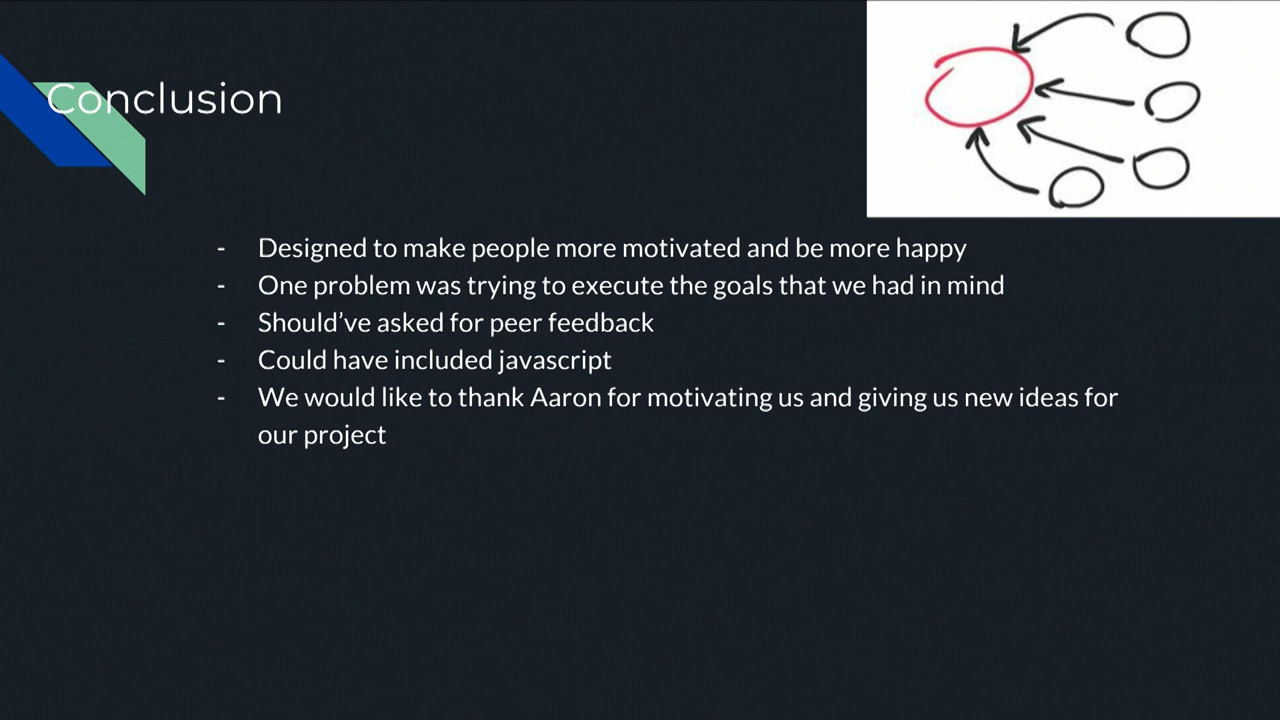 Conclusion
- Designed to make people more motivated and be more happy
- One problem was trying to execute the goals that we had in mind
- Should’ve asked for peer feedback
- Could have included javascript
- We would like to thank Aaron for motivating us and giving us new ideas for
our project